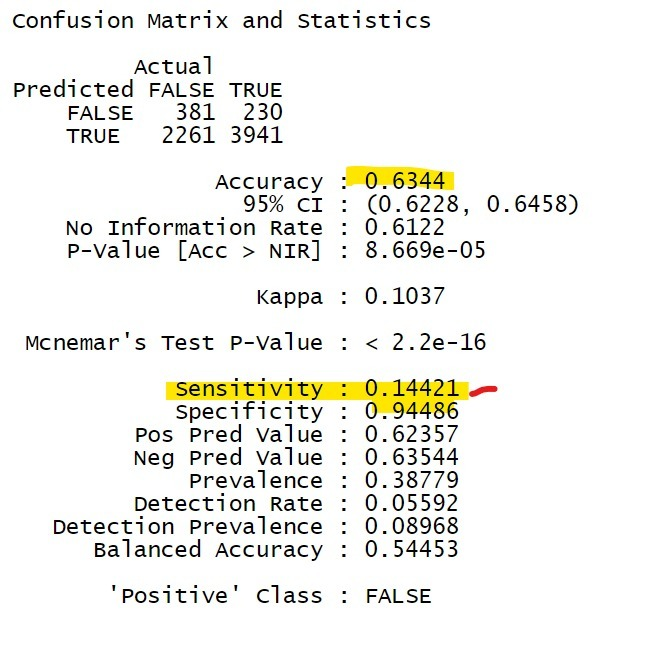 Confusion Matrix and Statistics
Actual
Predicted FALSE TRUE
FALSE 381 230
TRUE 2261 3941
Accuracy : 0.6344
95% CI : (0.6228, 0.6458)
No Information Rate : 0.6122
P-Value [Acc > NIR] : 8.669e-05
Kappa : 0.1037
Mcnemar's Test P-Value : < 2.2e-16
Sensitivity : 0.14421
Specificity : 0.94486
Pos Pred Value : 0.62357
Neg Pred Value : 0.63544
Prevalence : 0.38779
Detection Rate : 0.05592
Detection Prevalence : 0.08968
Balanced Accuracy : 0.54453
'Positive' Class : FALSE